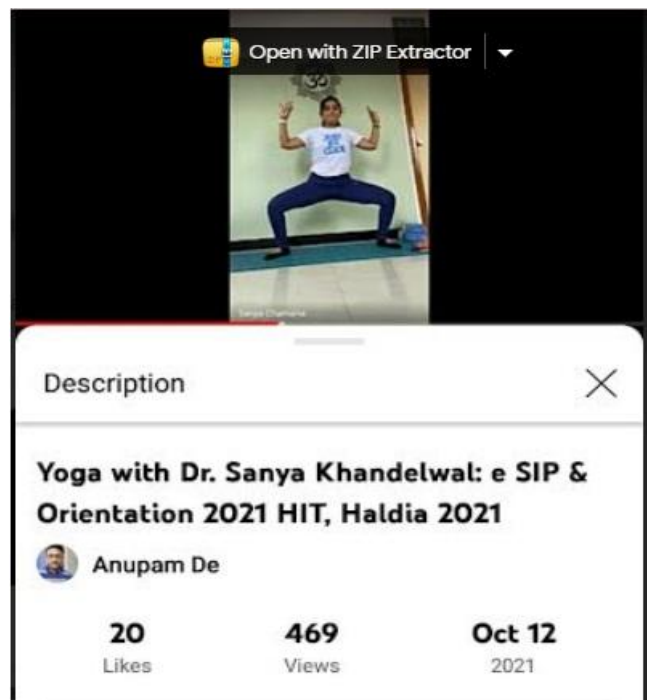 Open with ZIP Extractor
Description
Yoga with Dr. Sanya Khandelwal: e SIP &
Orientation 2021 HIT, Haldia 2021
Anupam De
20 469 Oct 12
Likes Views 2021